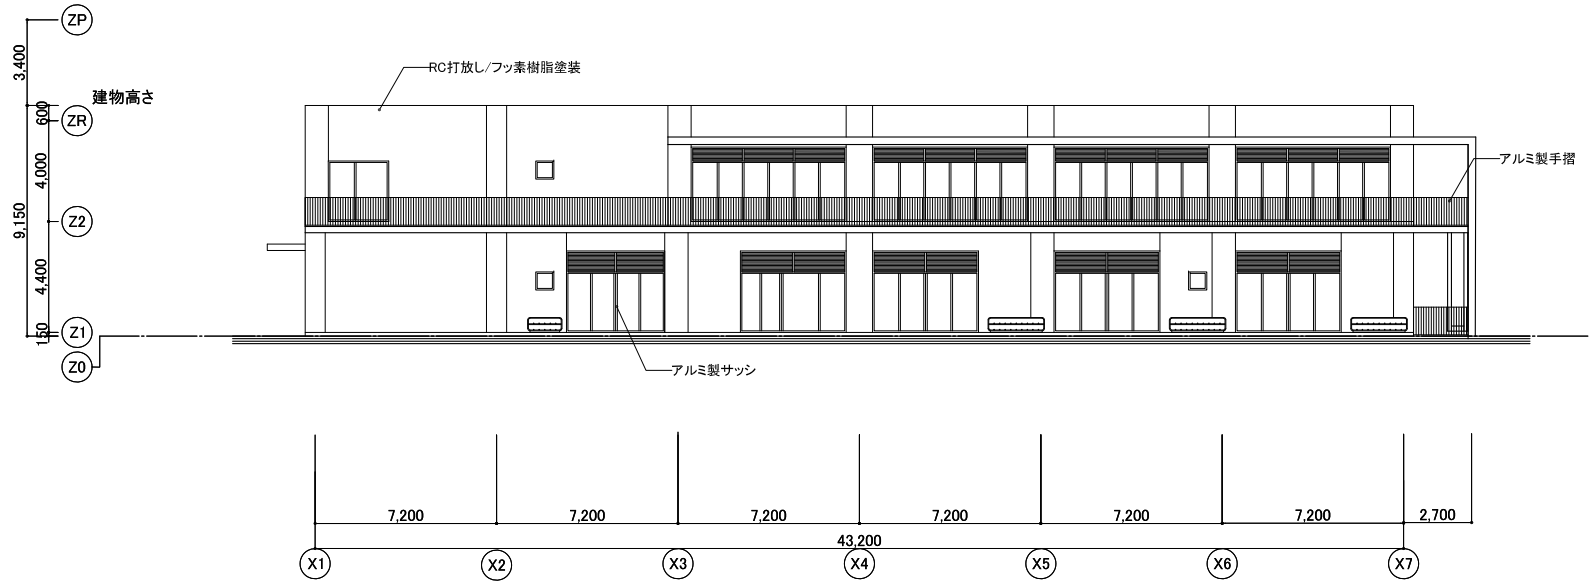 ZP
3,400
RC打放し/フッ素樹脂塗装
建物高さ
600
ZR
4,000
アルミ製手摺
9,150
Z2
4,400
Z1
150
Z0
アルミ製サッシ
7,200
7,200
7,200
7,200
7,200
7,200
2,700
43,200
X1
X2
X3
X4
X5
X6
X7